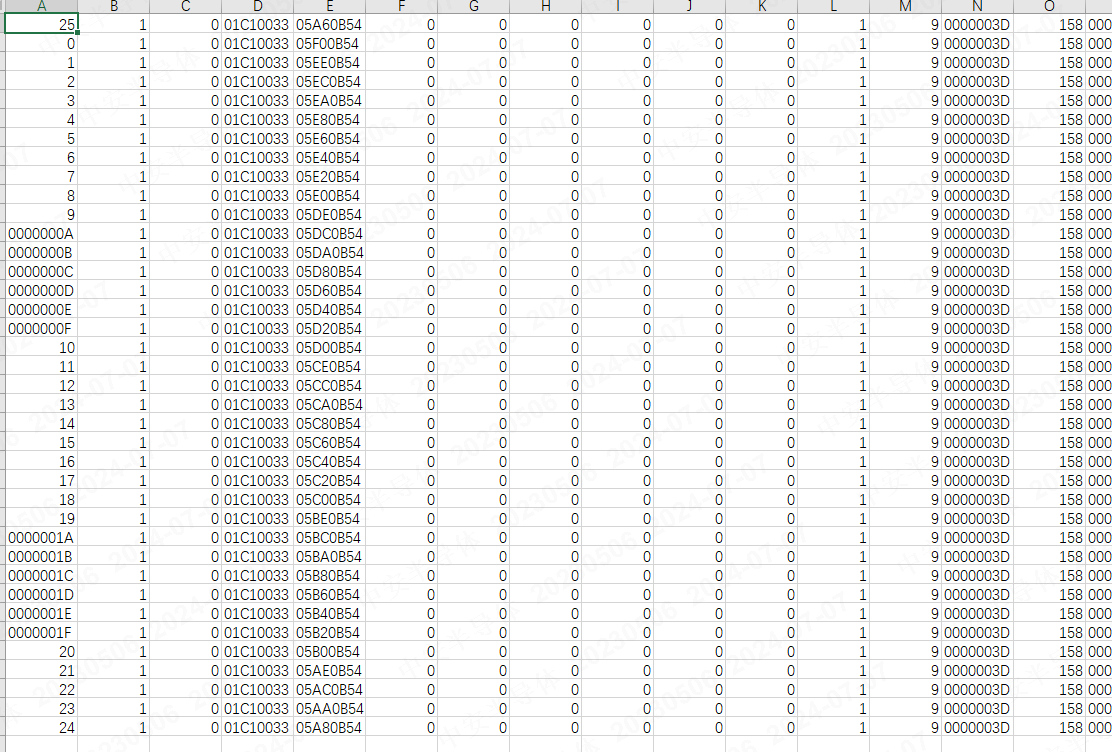 A B C D E F G H I J K L M N O
25 1 0 01C10033 05A60B54 0 0 0 0 0 0 1 9 0000003D 158 000
0 1 0 01C10033 05F00B54 0 0 0 0 0 0 1 9 0000003D 158 000
1 1 0 01C10033 05EE0B54 0 0 0 0 0 0 1 9 0000003D 158 000
2 1 0 01C10033 05EC0B54 0 0 0 0 0 0 1 9 0000003D 158 000
3 1 0 01C10033 05EA0B54 0 0 0 0 0 0 1 9 0000003D 158 000
4 1 0 01C10033 05E80B54 0 0 0 0 0 0 1 9 0000003D 158 000
5 1 0 01C10033 05E60B54 0 0 0 0 0 0 1 9 0000003D 158 000
6 1 0 01C10033 05E40B54 0 0 0 0 0 0 1 9 0000003D 158 000
7 1 0 01C10033 05E20B54 0 0 0 0 0 0 1 9 0000003D 158 000
8 1 0 01C10033 05E00B54 0 0 0 0 0 0 1 9 0000003D 158 000
9 1 0 01C10033 05DE0B54 0 0 0 0 0 0 1 9 0000003D 158 000
0000000A 1 0 01C10033 05DC0B54 0 0 0 0 0 0 1 9 0000003D 158 000
0000000B 1 0 01C10033 05DA0B54 0 0 0 0 0 0 1 9 0000003D 158 000
0000000C 1 0 01C10033 05D80B54 0 0 0 0 0 0 1 9 0000003D 158 000
0000000D 1 0 01C10033 05D60B54 0 0 0 0 0 0 1 9 0000003D 158 000
0000000E 1 0 01C10033 05D40B54 0 0 0 0 0 0 1 9 0000003D 158 000
0000000F 1 0 01C10033 05D20B54 0 0 0 0 0 0 1 9 0000003D 158 000
10 1 0 01C10033 05D00B54 0 0 0 0 0 0 1 9 0000003D 158 000
11 1 0 01C10033 05CE0B54 0 0 0 0 0 0 1 9 0000003D 158 000
12 1 0 01C10033 05CC0B54 0 0 0 0 0 0 1 9 0000003D 158 000
13 1 0 01C10033 05CA0B54 0 0 0 0 0 0 1 9 0000003D 158 000
14 1 0 01C10033 05C80B54 0 0 0 0 0 0 1 9 0000003D 158 000
15 1 0 01C10033 05C60B54 0 0 0 0 0 0 1 9 0000003D 158 000
16 1 0 01C10033 05C40B54 0 0 0 0 0 0 1 9 0000003D 158 000
17 1 0 01C10033 05C20B54 0 0 0 0 0 0 1 9 0000003D 158 000
18 1 0 01C10033 05C00B54 0 0 0 0 0 0 1 9 0000003D 158 000
19 1 0 01C10033 05BE0B54 0 0 0 0 0 0 1 9 0000003D 158 000
0000001A 1 0 01C10033 05BC0B54 0 0 0 0 0 0 1 9 0000003D 158 000
0000001B 1 0 01C10033 05BA0B54 0 0 0 0 0 0 1 9 0000003D 158 000
0000001C 1 0 01C10033 05B80B54 0 0 0 0 0 0 1 9 0000003D 158 000
0000001D 1 0 01C10033 05B60B54 0 0 0 0 0 0 1 9 0000003D 158 000
0000001E 1 0 01C10033 05B40B54 0 0 0 0 0 0 1 9 0000003D 158 000
0000001F 1 0 01C10033 05B20B54 0 0 0 0 0 0 1 9 0000003D 158 000
20 1 0 01C10033 05B00B54 0 0 0 0 0 0 1 9 0000003D 158 000
21 1 0 01C10033 05AE0B54 0 0 0 0 0 0 1 9 0000003D 158 000
22 1 0 01C10033 05AC0B54 0 0 0 0 0 0 1 9 0000003D 158 000
23 1 0 01C10033 05AA0B54 0 0 0 0 0 0 1 9 0000003D 158 000
24 1 0 01C10033 05A80B54 0 0 0 0 0 0 1 9 0000003D 158 000